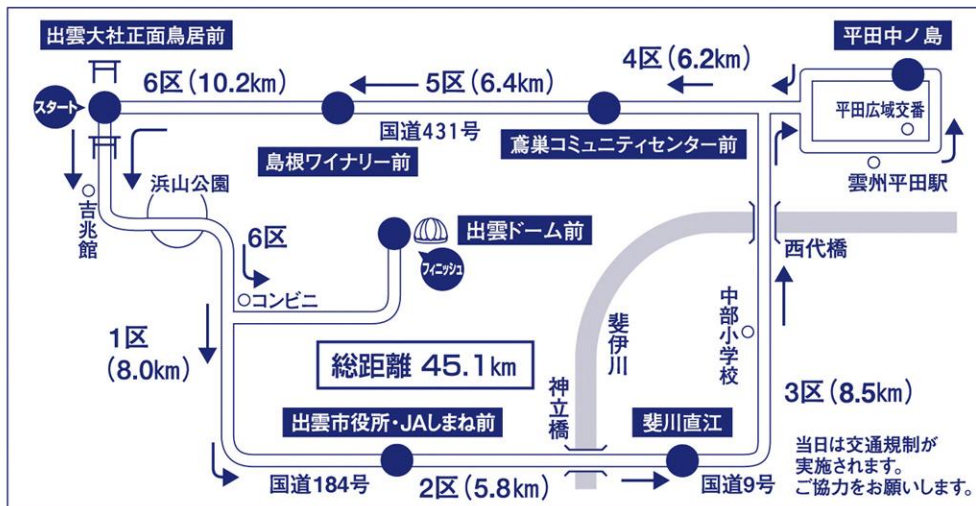 出雲大社正面鳥居前
平田中ノ島
4区(6.2km)
6区(10.2km)
5区(6.4km)
スタート
平田広域交番
国道431号
島根ワイナリー前
鳶巣コミュニティセンター前
雲州平田駅
浜山公園
吉兆館
6区
出雲ドーム前
フィニッシュ
西代橋
コンビニ
中部小学校
斐伊川
1区
(8.0km)
総距離 45.1km
神立橋
3区(8.5km)
出雲市役所・JAしまね前
斐川直江
国道184号
2区(5.8km)
国道9号
当日は交通規制が
実施されます。
ご協力をお願いします。